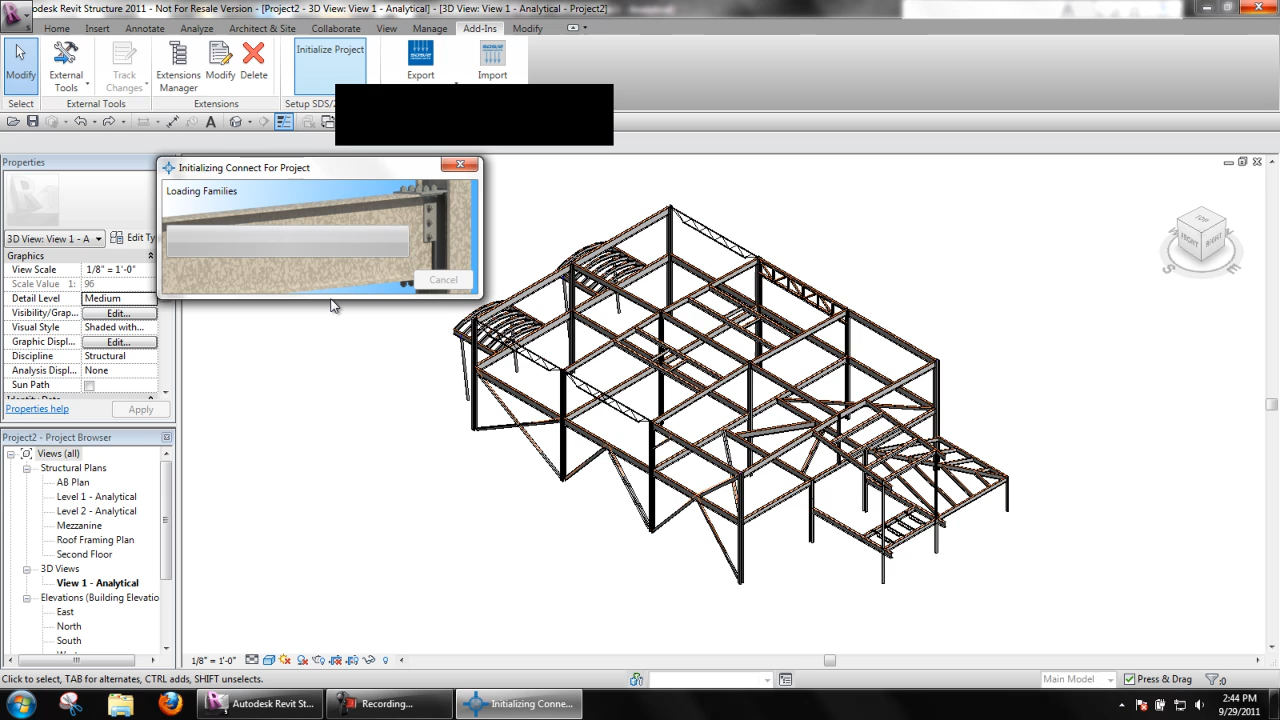 odesk Revit Structure 2011 - Not For Resale Version - [Project2 - 3D View: View 1 - Analytical] - [3D View: View 1 - Analytical - Project2]
Home Insert Annotate Analyze Architect & Site Collaborate View Manage Add-Ins Modify
Modify External Tools Track Changes Extensions Manager Modify Delete Initialize Project Export Import
Select External Tools Extensions Setup SDS/2
Properties
Initializing Connect For Project
Loading Families
Cancel
3D View: View 1 - A Edit Ty
Graphics
View Scale 1/8" = 1'-0"
Scale Value 1: 96
Detail Level Medium
Visibility/Grap... Edit...
Visual Style Shaded with...
Graphic Displ... Edit...
Discipline Structural
Analysis Displ... None
Sun Path
Properties help Apply
Project2 - Project Browser
Views (all)
Structural Plans
AB Plan
Level 1 - Analytical
Level 2 - Analytical
Mezzanine
Roof Framing Plan
Second Floor
3D Views
View 1 - Analytical
Elevations (Building Elevatio
East
North
South
TOP
FRONT RIGHT
1/8" = 1'-0"
Click to select, TAB for alternates, CTRL adds, SHIFT unselects.
Main Model Press & Drag :0
Autodesk Revit St... Recording... Initializing Conne...
2:44 PM
9/29/2011